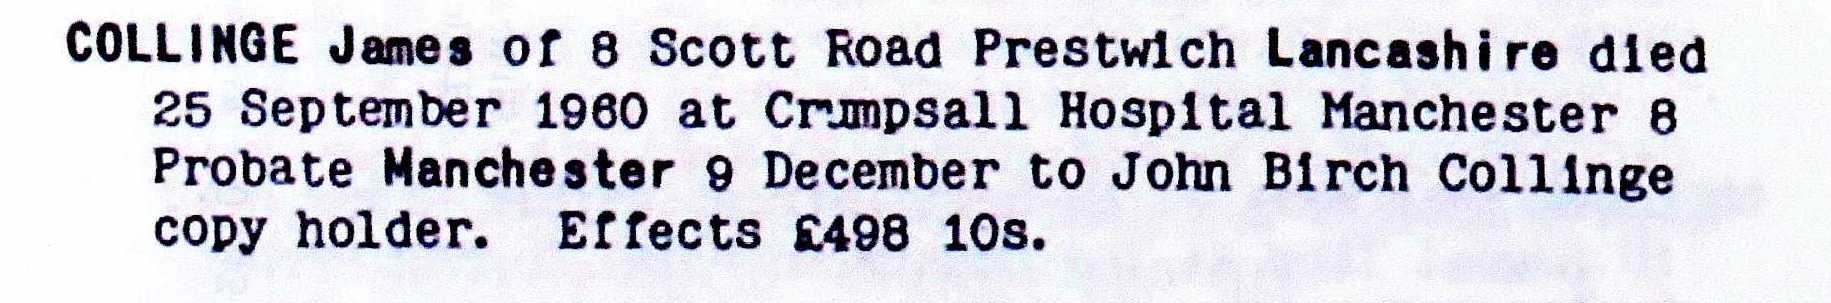 COLLINGE James of 8 Scott Road Prestwich Lancashire died
25 September 1960 at Crumpsall Hospital Manchester 8
Probate Manchester 9 December to John Birch Collinge
copy holder. Effects £498 10s.